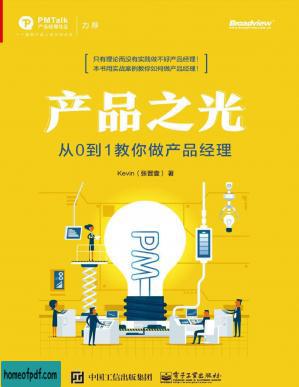 PMTalk 产品经理社区 力荐
Broadview
只有理论而没有实践做不好产品经理！
本书用实战案例教你如何做产品经理！
产品之光
从0到1教你做产品经理
Kevin（张晋壹）著
PM
中国工信出版集团 电子工业出版社
homeofpdf.com